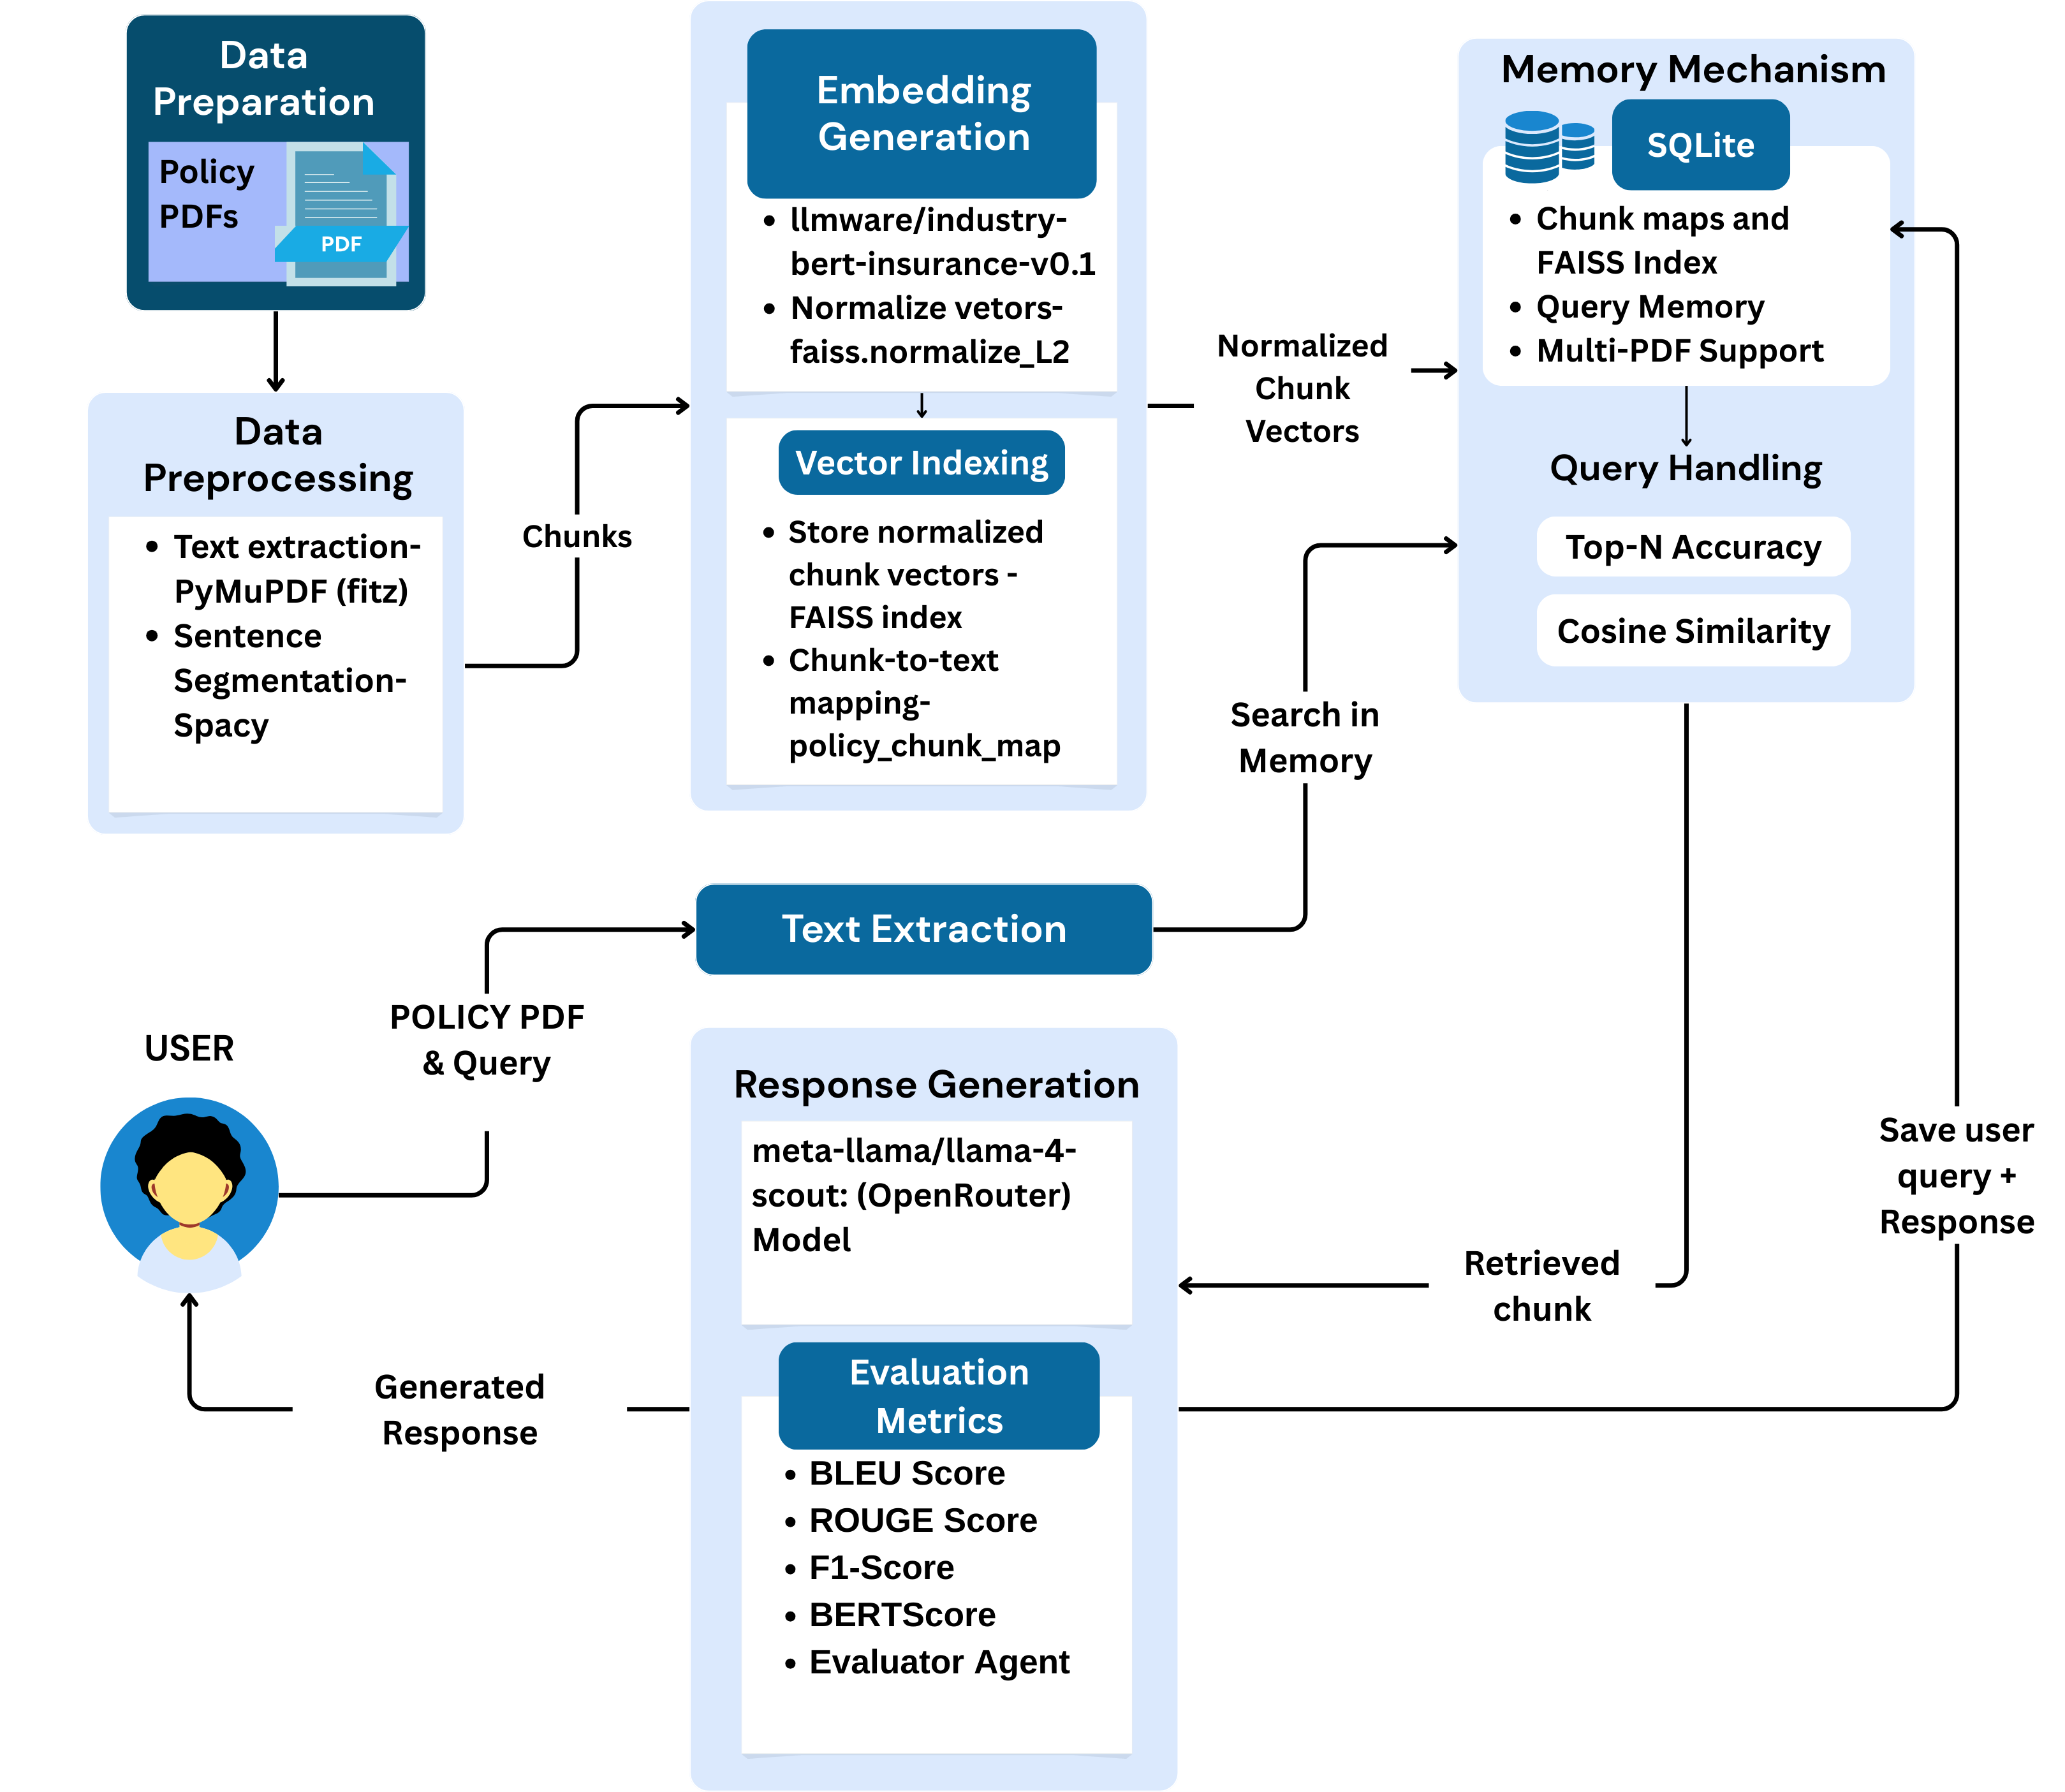 Data
Preparation
Policy
PDFs
PDF
Data
Preprocessing
• Text extraction-
PyMuPDF (fitz)
• Sentence
Segmentation-
Spacy
Chunks
Embedding
Generation
• llmware/industry-
bert-insurance-v0.1
• Normalize vetors-
faiss.normalize_L2
Vector Indexing
• Store normalized
chunk vectors -
FAISS index
• Chunk-to-text
mapping-
policy_chunk_map
Normalized
Chunk
Vectors
Memory Mechanism
SQLite
• Chunk maps and
FAISS Index
• Query Memory
• Multi-PDF Support
Query Handling
Top-N Accuracy
Cosine Similarity
Search in
Memory
Text Extraction
POLICY PDF
& Query
USER
Response Generation
meta-llama/llama-4-
scout: (OpenRouter)
Model
Evaluation
Metrics
• BLEU Score
• ROUGE Score
• F1-Score
• BERTScore
• Evaluator Agent
Retrieved
chunk
Save user
query +
Response
Generated
Response